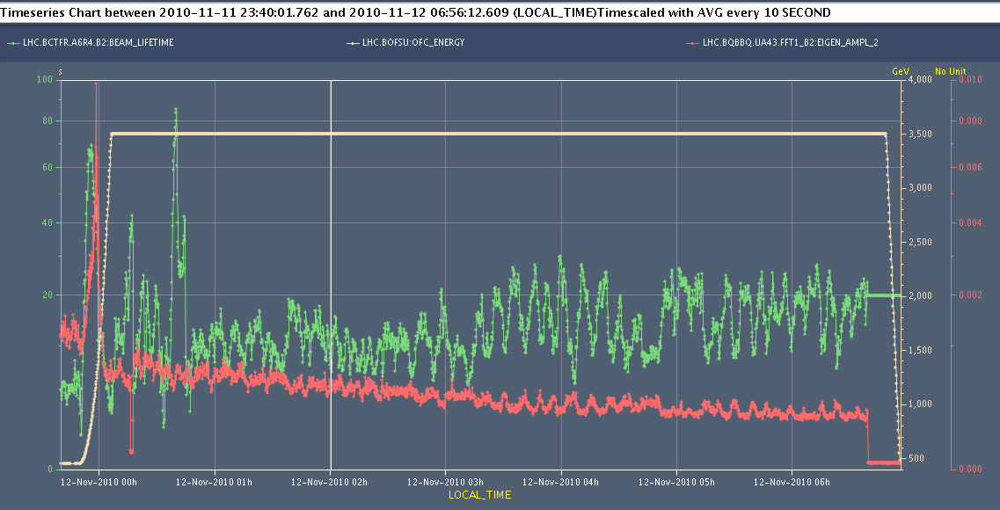 Timeseries Chart between 2010-11-11 23:40:01.762 and 2010-11-12 06:56:12.609 (LOCAL_TIME)Timescaled with AVG every 10 SECOND
LHC.BCTFR.A6R4.B2:BEAM_LIFETIME LHC.BOFSU:OFC_ENERGY LHC.BQBBQ.UA43.FFT1_B2:EIGEN_AMPL_2
s GeV No Unit
100 4,000 0.010
80 0.008
3,500
60 0.006
3,000
40 0.004
2,500
20 2,000 0.002
1,500
1,000
500
0 0.000
12-Nov-2010 00h 12-Nov-2010 01h 12-Nov-2010 02h 12-Nov-2010 03h 12-Nov-2010 04h 12-Nov-2010 05h 12-Nov-2010 06h
LOCAL_TIME